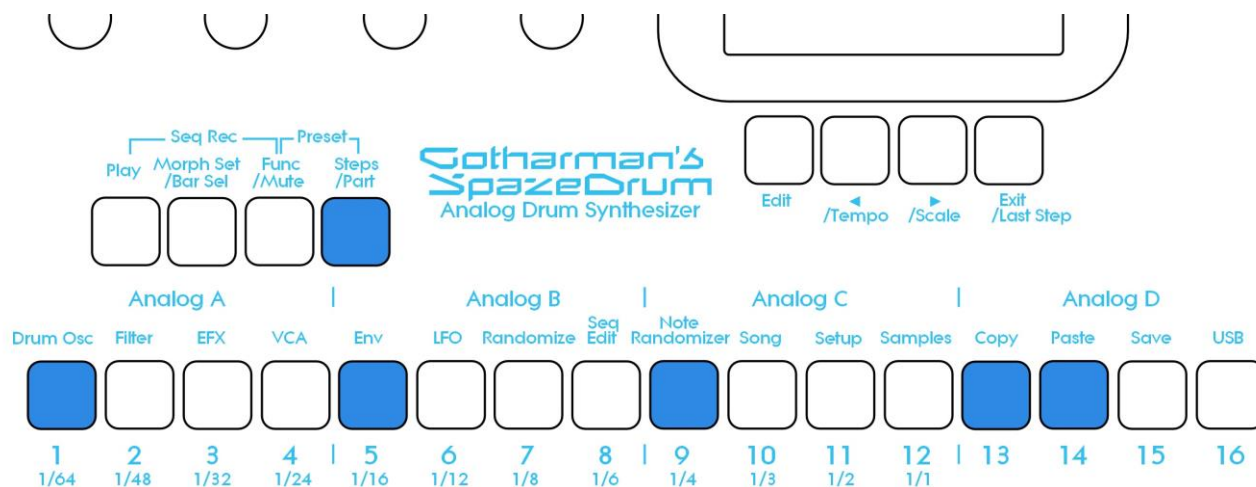 Seq Rec Preset
Play Morph Set /Bar Sel Func /Mute Steps /Part
Gotharman's
SpazeDrum
Analog Drum Synthesizer
Edit ◄ /Tempo ► /Scale Exit /Last Step
Analog A | Analog B | Analog C | Analog D
Drum Osc Filter EFX VCA Env LFO Randomize Seq Edit Note Randomizer Song Setup Samples Copy Paste Save USB
1 2 3 4 | 5 6 7 8 | 9 10 11 12 | 13 14 15 16
1/64 1/48 1/32 1/24 1/16 1/12 1/8 1/6 1/4 1/3 1/2 1/1